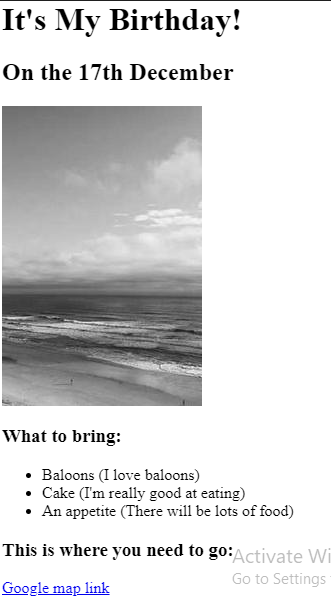 It's My Birthday!
On the 17th December
What to bring:
Baloons (I love baloons)
Cake (I'm really good at eating)
An appetite (There will be lots of food)
This is where you need to go:
Activate Wi
Go to Settings
Google map link